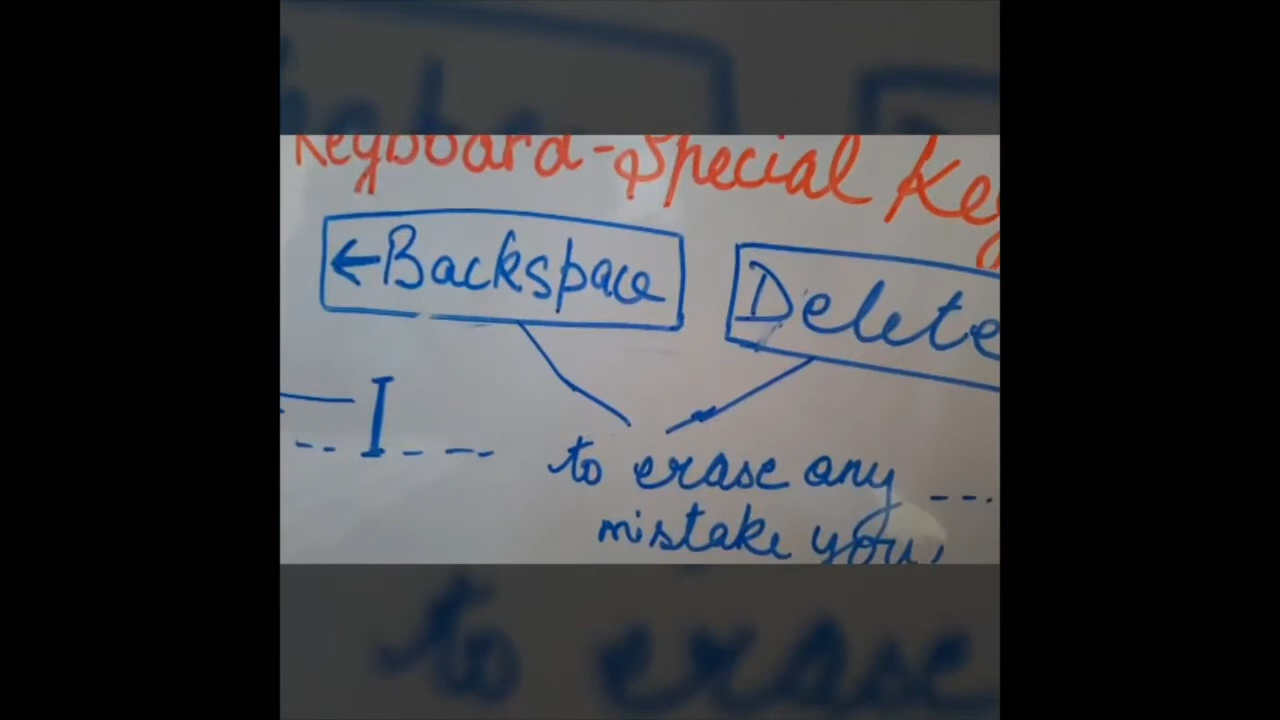 Keyboard-Special Key
←Backspace
Delete
I
to erase any ---.
mistake you